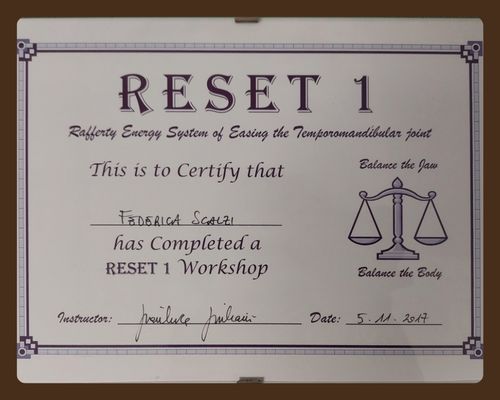 RESET 1
Rafferty Energy System of Easing the Temporomandibular joint
This is to Certify that
FEDERICA SCALZI
has Completed a
RESET 1 Workshop
Balance the Jaw
Balance the Body
Instructor:
Date: 5.11.2017